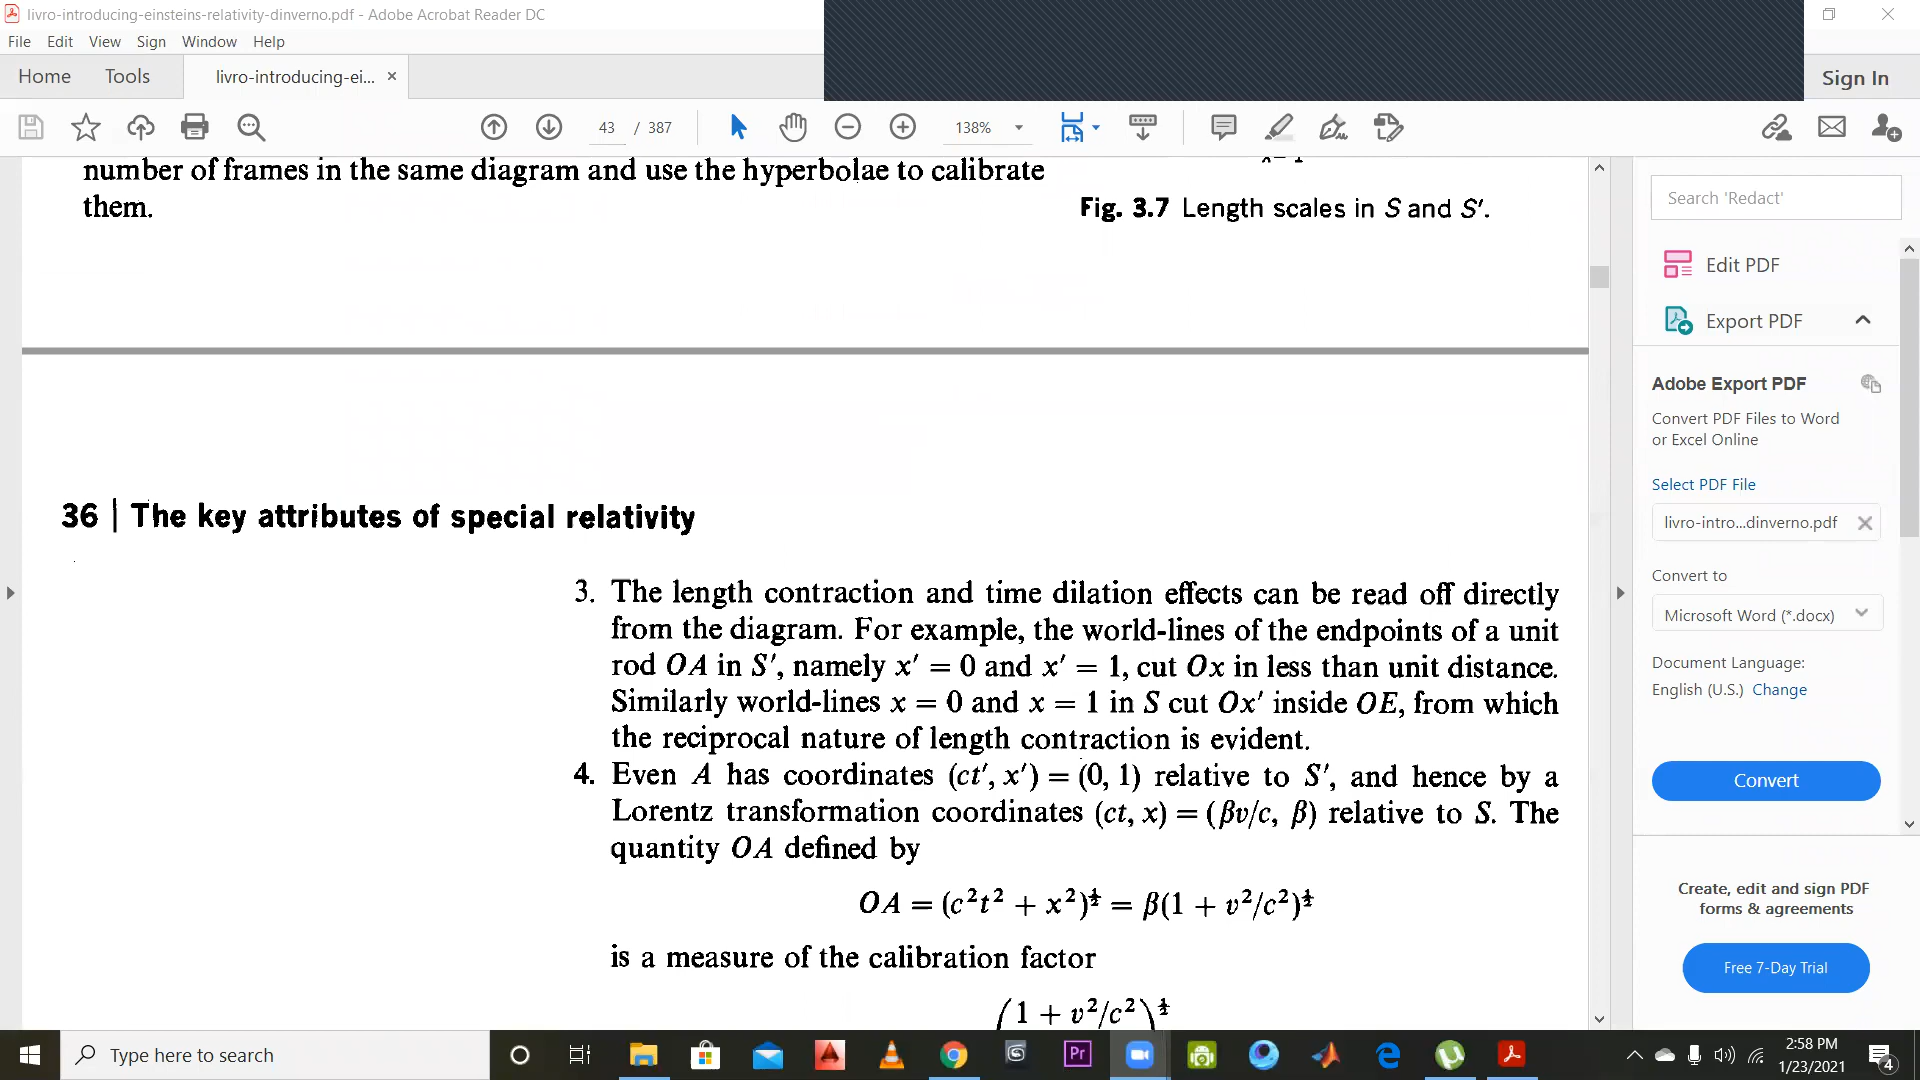 livro-introducing-einsteins-relativity-dinverno.pdf - Adobe Acrobat Reader DC
File Edit View Sign Window Help
Home Tools livro-introducing-ei... × Sign In
43 / 387 138%
number of frames in the same diagram and use the hyperbolae to calibrate
them.
Fig. 3.7 Length scales in S and S′.
36 | The key attributes of special relativity
3. The length contraction and time dilation effects can be read off directly
from the diagram. For example, the world-lines of the endpoints of a unit
rod OA in S′, namely x′ = 0 and x′ = 1, cut Ox in less than unit distance.
Similarly world-lines x = 0 and x = 1 in S cut Ox′ inside OE, from which
the reciprocal nature of length contraction is evident.
4. Even A has coordinates (ct′, x′) = (0, 1) relative to S′, and hence by a
Lorentz transformation coordinates (ct, x) = (βv/c, β) relative to S. The
quantity OA defined by
OA = (c²t² + x²)^½ = β(1 + v²/c²)^½
is a measure of the calibration factor
(1 + v²/c²)^½
Search 'Redact'
Edit PDF
Export PDF
Adobe Export PDF
Convert PDF Files to Word
or Excel Online
Select PDF File
livro-intro...dinverno.pdf
Convert to
Microsoft Word (*.docx)
Document Language:
English (U.S.) Change
Convert
Create, edit and sign PDF
forms & agreements
Free 7-Day Trial
Type here to search
Pr
2:58 PM
1/23/2021
4